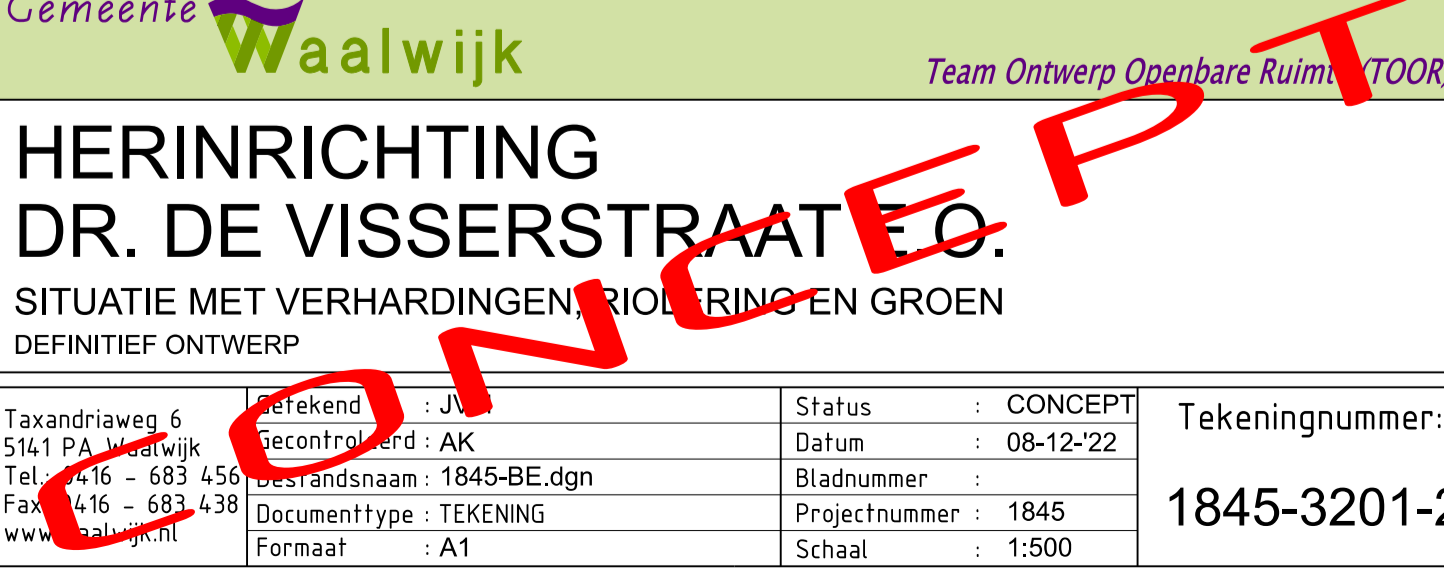 Gemeente
Waalwijk
Team Ontwerp Openbare Ruimte (TOOR)
HERINRICHTING
DR. DE VISSERSTRAAT E.O.
SITUATIE MET VERHARDINGEN, RIOLERING EN GROEN
DEFINITIEF ONTWERP
CONCEPT
Taxandriaweg 6
5141 PA Waalwijk
Tel.: 0416 - 683 456
Fax: 0416 - 683 438
www.waalwijk.nl
Getekend :
Gecontroleerd : AK
Bestandsnaam : 1845-BE.dgn
Documenttype : TEKENING
Formaat : A1
Status : CONCEPT
Datum : 08-12-'22
Bladnummer :
Projectnummer : 1845
Schaal : 1:500
Tekeningnummer:
1845-3201-2